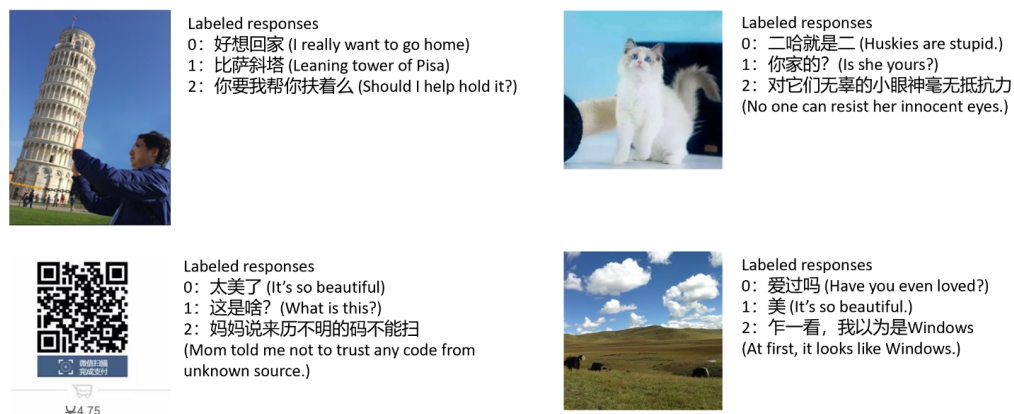 Labeled responses
0：好想回家 (I really want to go home)
1：比萨斜塔 (Leaning tower of Pisa)
2：你要我帮你扶着么 (Should I help hold it?)
Labeled responses
0：二哈就是二 (Huskies are stupid.)
1：你家的？(Is she yours?)
2：对它们无辜的小眼神毫无抵抗力
(No one can resist her innocent eyes.)
微信扫描
完成支付
￥4.75
Labeled responses
0：太美了 (It’s so beautiful)
1：这是啥？(What is this?)
2：妈妈说来历不明的码不能扫
(Mom told me not to trust any code from
unknown source.)
Labeled responses
0：爱过吗 (Have you even loved?)
1：美 (It’s so beautiful.)
2：乍一看，我以为是Windows
(At first, it looks like Windows.)